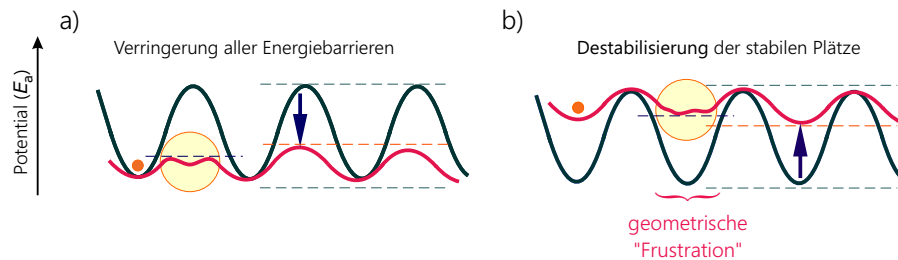 a)
Verringerung aller Energiebarrieren
Potential (Eₐ)
b)
Destabilisierung der stabilen Plätze
geometrische
"Frustration"